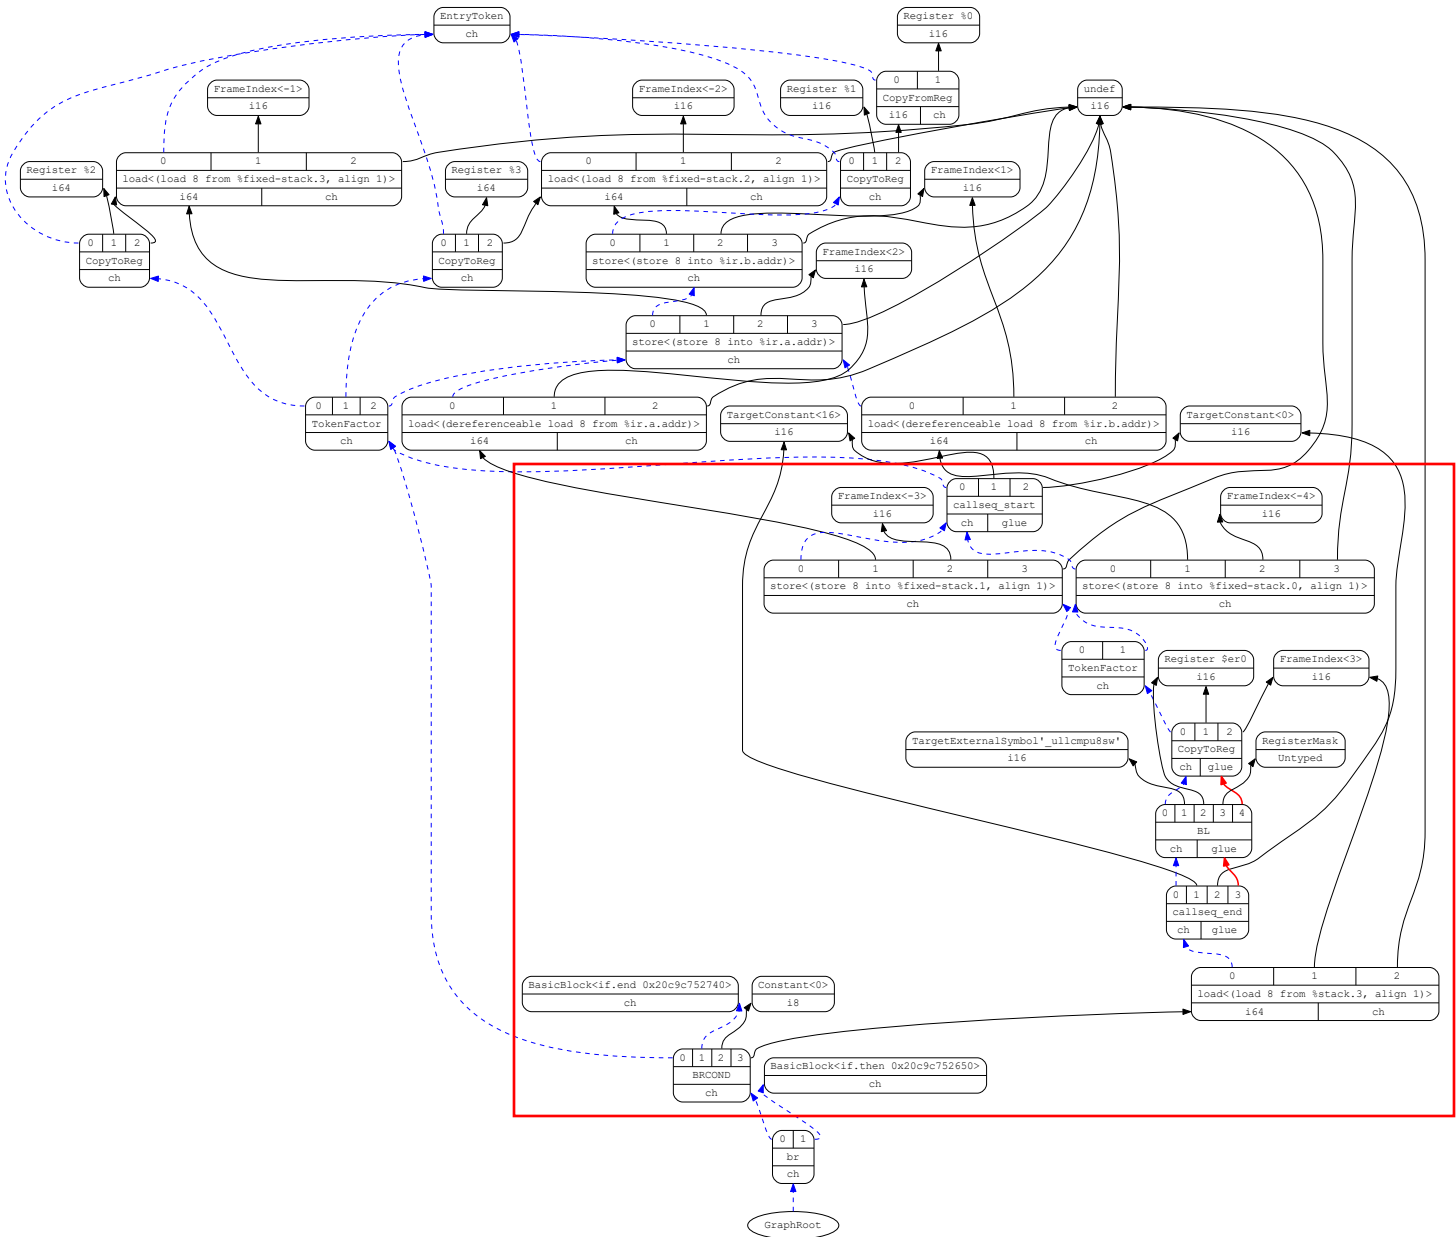 EntryToken
ch
Register %0
i16
FrameIndex<-1>
i16
FrameIndex<-2>
i16
Register %1
i16
0 1
CopyFromReg
i16 ch
undef
i16
Register %2
i64
0 1 2
load<(load 8 from %fixed-stack.3, align 1)>
i64 ch
Register %3
i64
0 1 2
load<(load 8 from %fixed-stack.2, align 1)>
i64 ch
0 1 2
CopyToReg
ch
FrameIndex<1>
i16
0 1 2
CopyToReg
ch
0 1 2
CopyToReg
ch
0 1 2 3
store<(store 8 into %ir.b.addr)>
ch
FrameIndex<2>
i16
0 1 2 3
store<(store 8 into %ir.a.addr)>
ch
0 1 2
TokenFactor
ch
0 1 2
load<(dereferenceable load 8 from %ir.a.addr)>
i64 ch
TargetConstant<16>
i16
0 1 2
load<(dereferenceable load 8 from %ir.b.addr)>
i64 ch
TargetConstant<0>
i16
FrameIndex<-3>
i16
0 1 2
callseq_start
ch glue
FrameIndex<-4>
i16
0 1 2 3
store<(store 8 into %fixed-stack.1, align 1)>
ch
0 1 2 3
store<(store 8 into %fixed-stack.0, align 1)>
ch
0 1
TokenFactor
ch
Register $er0
i16
FrameIndex<3>
i16
TargetExternalSymbol'_ullcmpu8sw'
i16
0 1 2
CopyToReg
ch glue
RegisterMask
Untyped
0 1 2 3 4
BL
ch glue
0 1 2 3
callseq_end
ch glue
BasicBlock<if.end 0x20c9c752740>
ch
Constant<0>
i8
0 1 2
load<(load 8 from %stack.3, align 1)>
i64 ch
0 1 2 3
BRCOND
ch
BasicBlock<if.then 0x20c9c752650>
ch
0 1
br
ch
GraphRoot